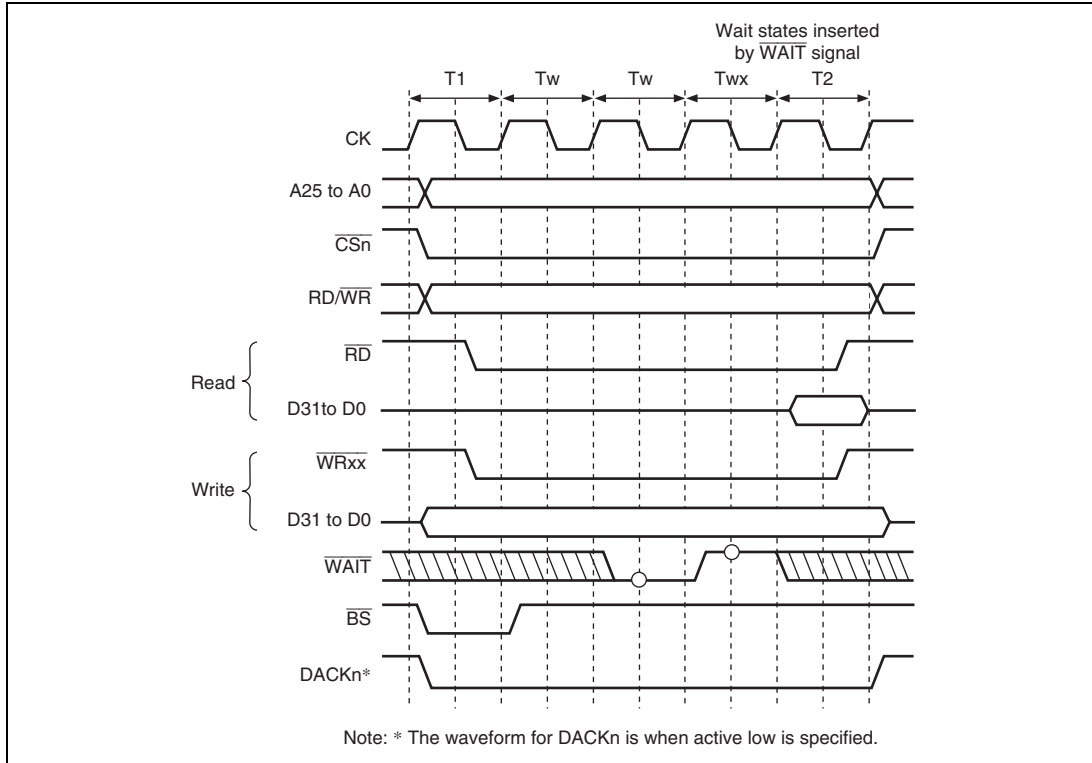 Wait states inserted
by WAIT signal
T1 Tw Tw Twx T2
CK
A25 to A0
CSn
RD/WR
Read
RD
D31to D0
Write
WRxx
D31 to D0
WAIT
BS
DACKn*
Note: * The waveform for DACKn is when active low is specified.